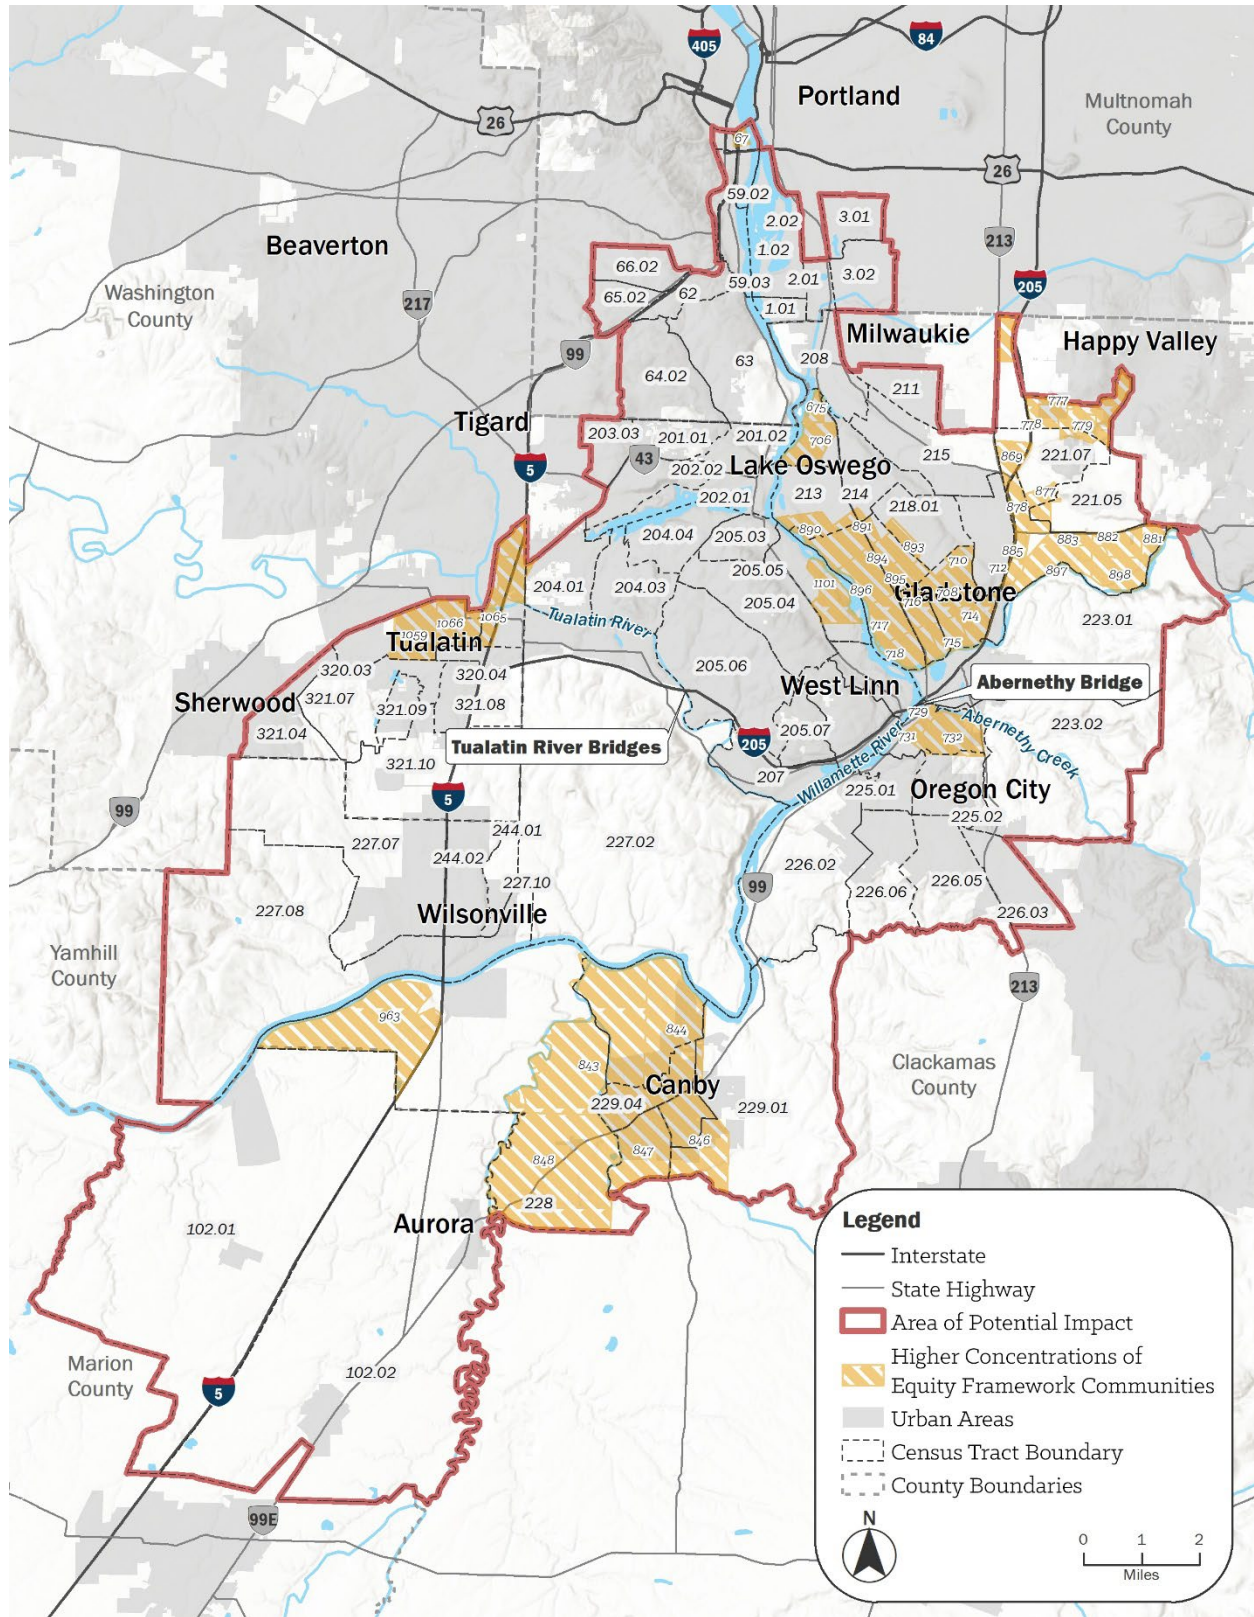 405
84
Portland
Multnomah
County
26
67
26
59.02
3.01
2.02
213
Beaverton
1.02
66.02
3.02
2.01
59.03
205
Washington
County
65.02
62
217
1.01
Milwaukie
Happy Valley
99
63
208
64.02
211
777
675
Tigard
778
779
203.03
201.01
201.02
706
43
215
869
221.07
Lake Oswego
5
202.02
877
202.01
213
214
218.01
221.05
878
890
891
204.04
205.03
893
883
882
881
885
894
710
205.05
712
897
898
204.01
204.03
1101
896
895
Gladstone
708
205.04
716
714
223.01
1066
1065
Tualatin River
717
1059
Tualatin
715
718
320.03
205.06
320.04
West Linn
Abernethy Bridge
321.07
Sherwood
321.09
321.08
729
Abernethy
Creek
223.02
321.04
205.07
731
732
Tualatin River Bridges
205
321.10
207
Willamette River
225.01
Oregon City
5
99
225.02
244.01
227.07
227.02
244.02
226.02
227.10
99
226.05
226.06
227.08
Wilsonville
226.03
Yamhill
County
213
963
844
843
Clackamas
County
Canby
229.04
229.01
846
847
848
228
Aurora
102.01
Marion
County
102.02
5
99E
Legend
Interstate
State Highway
Area of Potential Impact
Higher Concentrations of
Equity Framework Communities
Urban Areas
Census Tract Boundary
County Boundaries
N
0 1 2
Miles